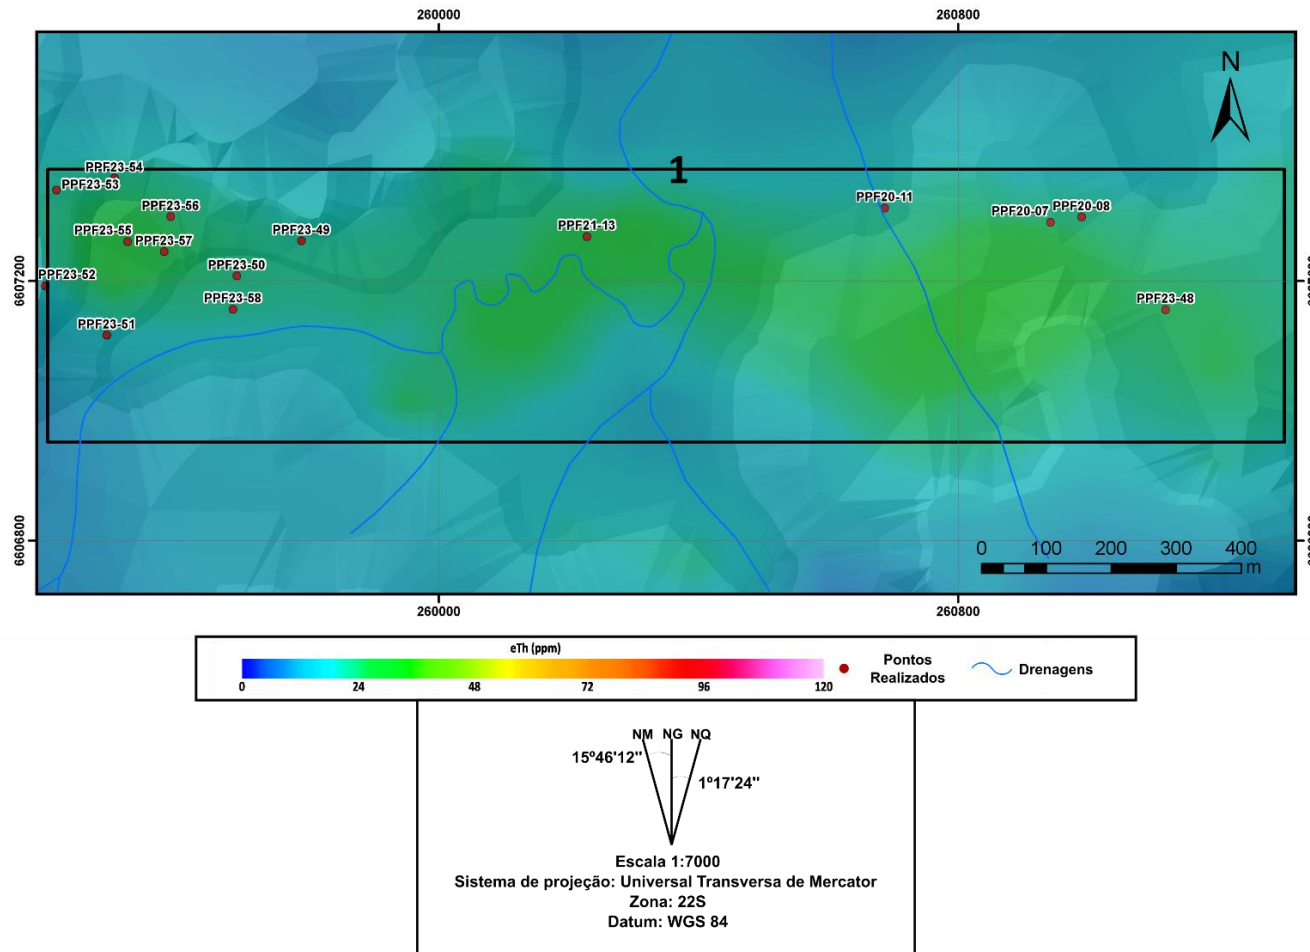 260000
260800
N
1
PPF23-54
PPF23-53
PPF23-56
PPF20-11
PPF20-07
PPF20-08
PPF23-55
PPF23-57
PPF23-49
PPF21-13
PPF23-52
PPF23-50
PPF23-58
PPF23-48
PPF23-51
6607200
6606800
0 100 200 300 400
m
260000
260800
eTh (ppm)
0 24 48 72 96 120
Pontos
Realizados
Drenagens
NM NG NQ
15º46'12''
1º17'24''
Escala 1:7000
Sistema de projeção: Universal Transversa de Mercator
Zona: 22S
Datum: WGS 84